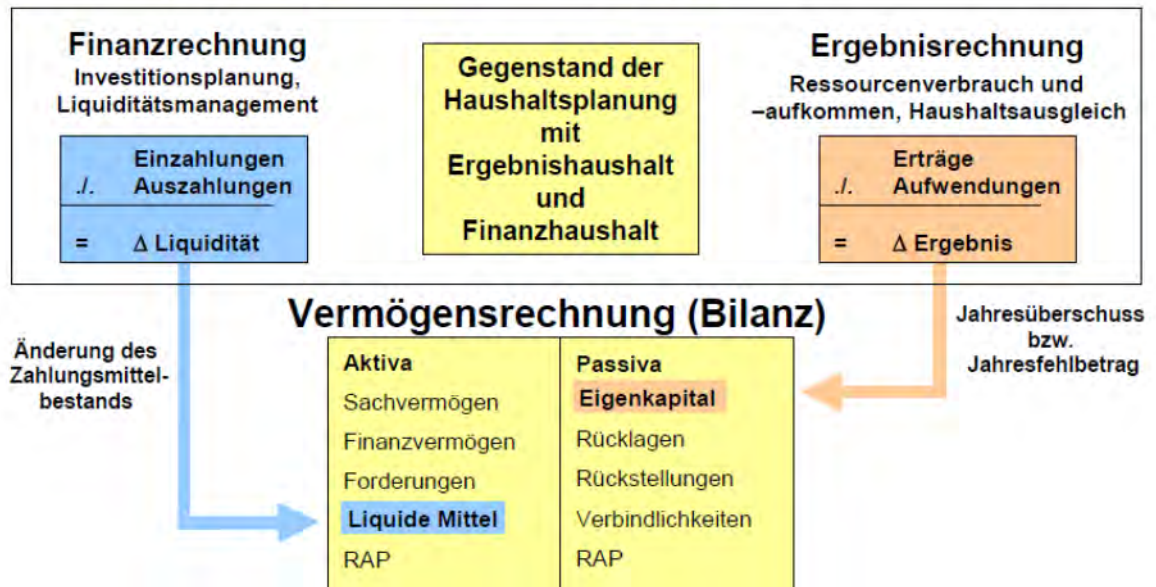 Finanzrechnung
Investitionsplanung,
Liquiditätsmanagement
Einzahlungen
./. Auszahlungen
= Δ Liquidität
Gegenstand der
Haushaltsplanung
mit
Ergebnishaushalt
und
Finanzhaushalt
Ergebnisrechnung
Ressourcenverbrauch und
–aufkommen, Haushaltsausgleich
Erträge
./. Aufwendungen
= Δ Ergebnis
Vermögensrechnung (Bilanz)
Änderung des
Zahlungsmittel-
bestands
Aktiva
Sachvermögen
Finanzvermögen
Forderungen
Liquide Mittel
RAP
Passiva
Eigenkapital
Rücklagen
Rückstellungen
Verbindlichkeiten
RAP
Jahresüberschuss
bzw.
Jahresfehlbetrag